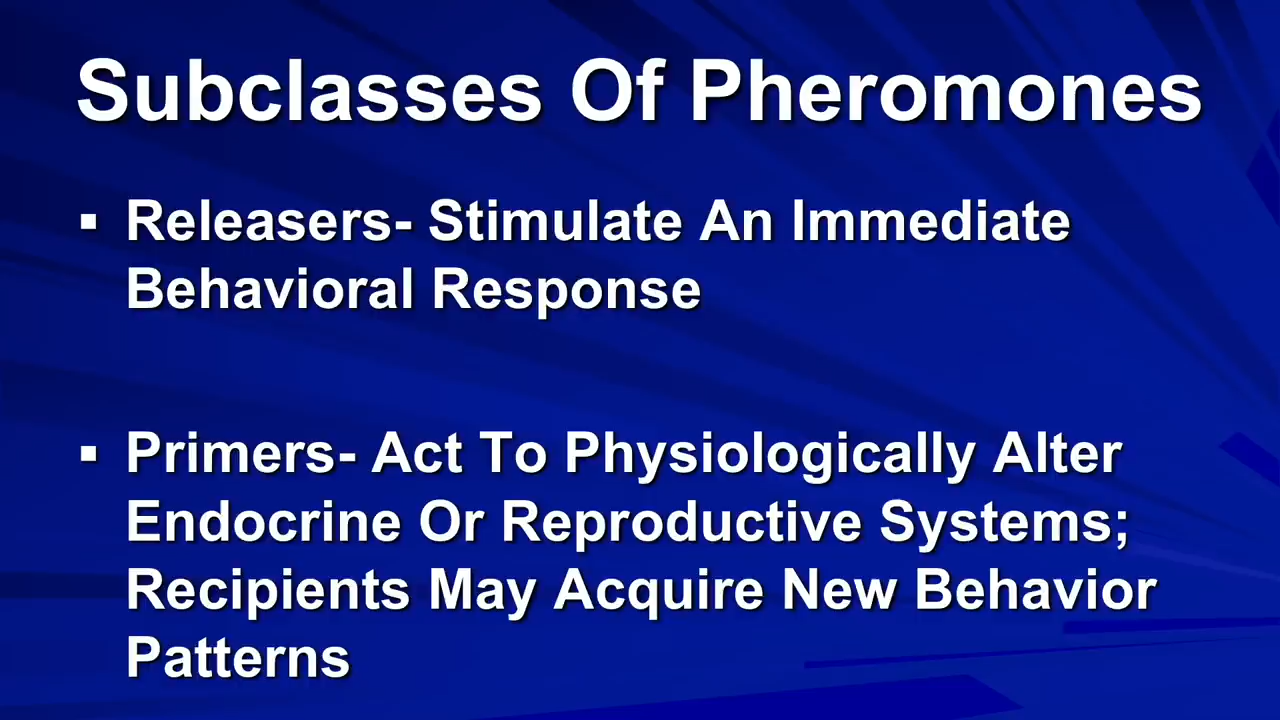 Subclasses Of Pheromones
▪ Releasers- Stimulate An Immediate
Behavioral Response
▪ Primers- Act To Physiologically Alter
Endocrine Or Reproductive Systems;
Recipients May Acquire New Behavior
Patterns